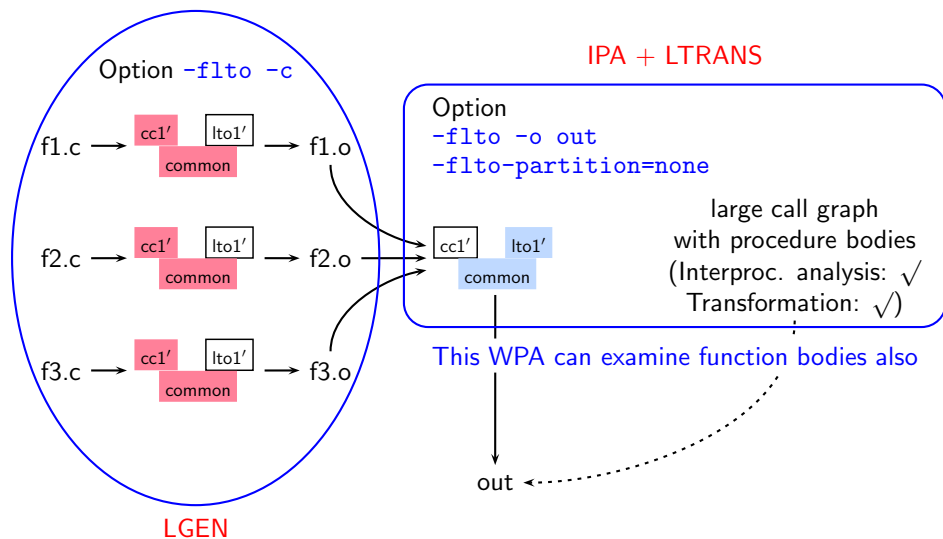 IPA + LTRANS
Option -flto -c
Option
-flto -o out
-flto-partition=none
f1.c
cc1′
lto1′
common
f1.o
f2.c
cc1′
lto1′
common
f2.o
f3.c
cc1′
lto1′
common
f3.o
cc1′
lto1′
common
large call graph
with procedure bodies
(Interproc. analysis: √
Transformation: √)
This WPA can examine function bodies also
out
LGEN